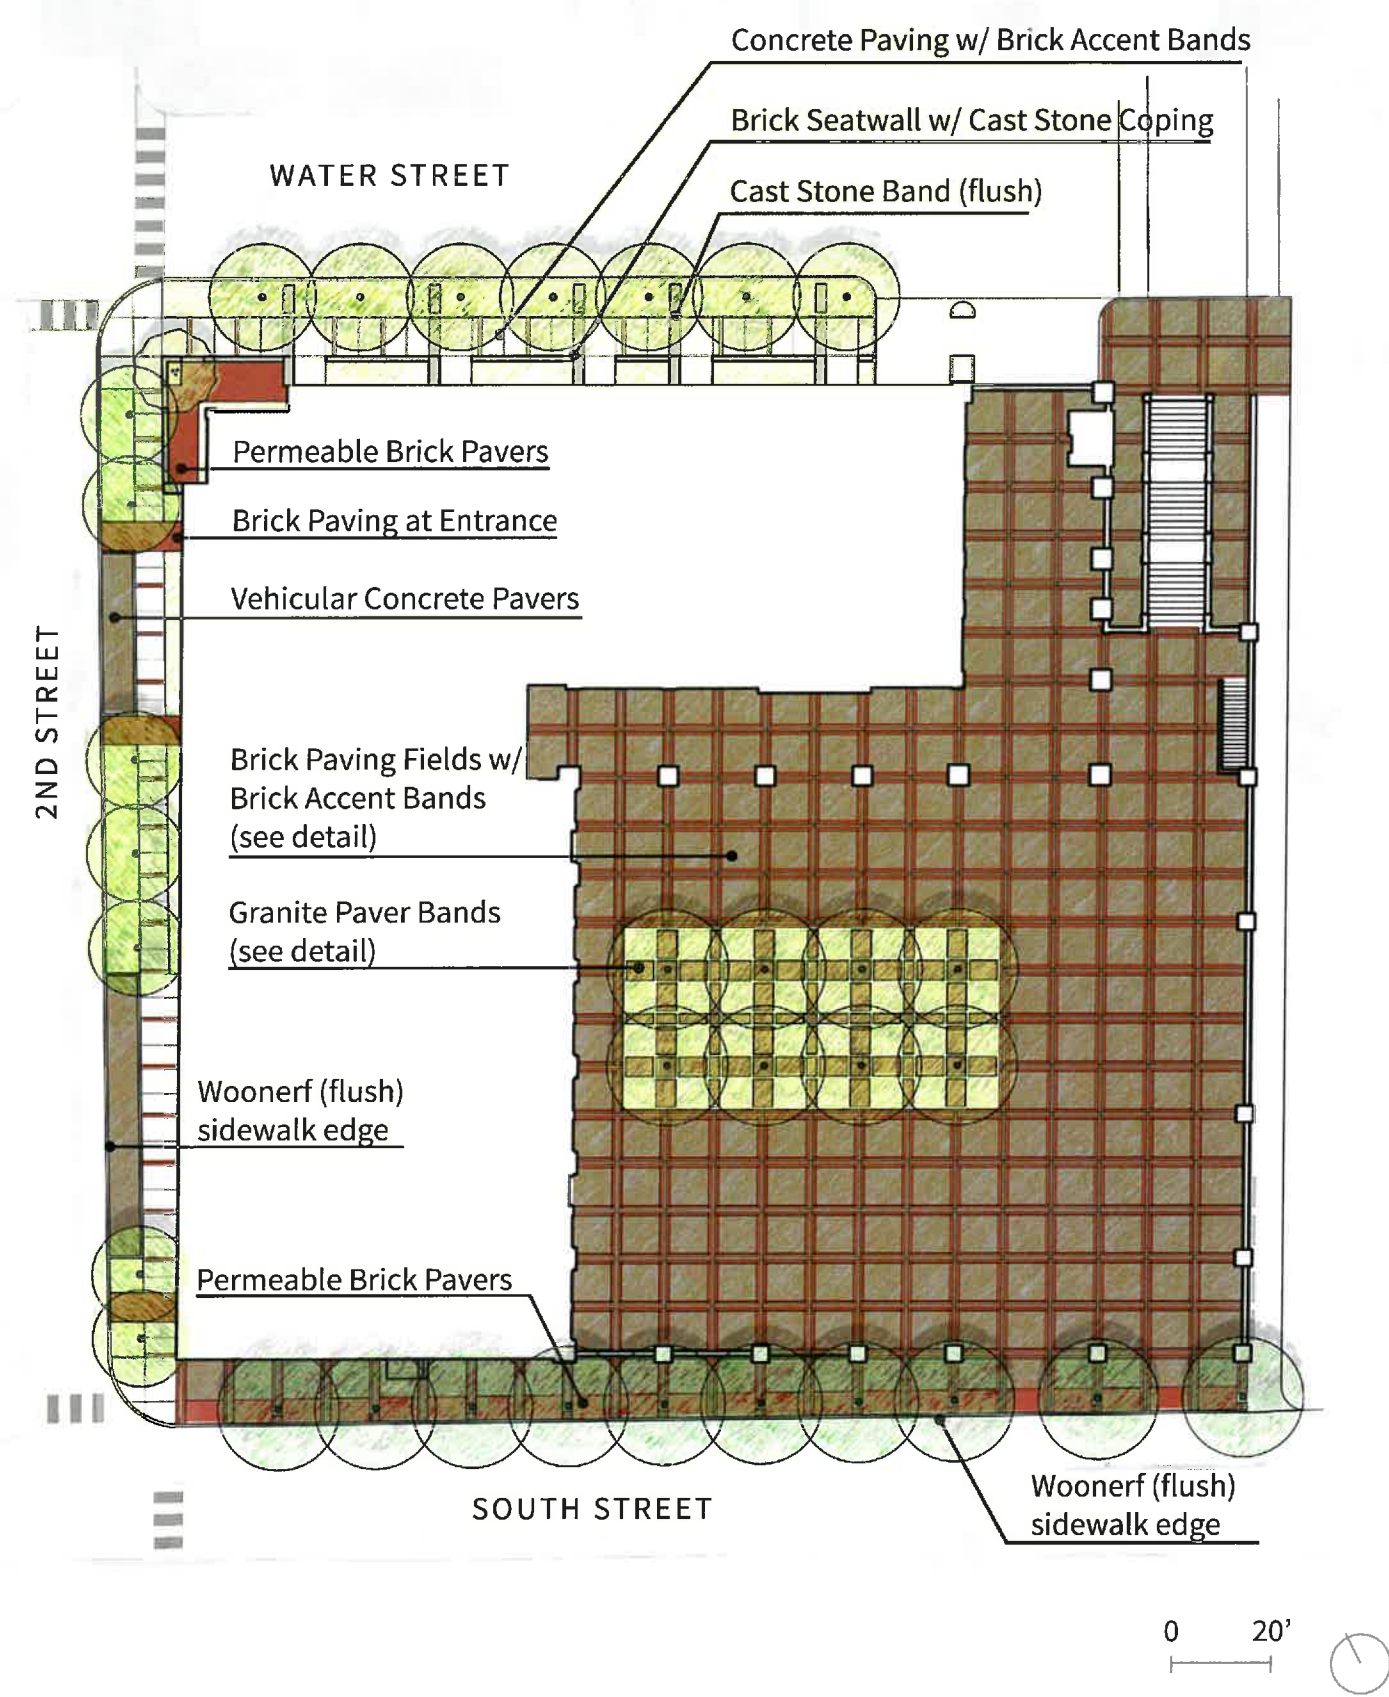 Concrete Paving w/ Brick Accent Bands
Brick Seatwall w/ Cast Stone Coping
WATER STREET
Cast Stone Band (flush)
Permeable Brick Pavers
Brick Paving at Entrance
Vehicular Concrete Pavers
2ND STREET
Brick Paving Fields w/
Brick Accent Bands
(see detail)
Granite Paver Bands
(see detail)
Woonerf (flush)
sidewalk edge
Permeable Brick Pavers
Woonerf (flush)
sidewalk edge
SOUTH STREET
0 20’